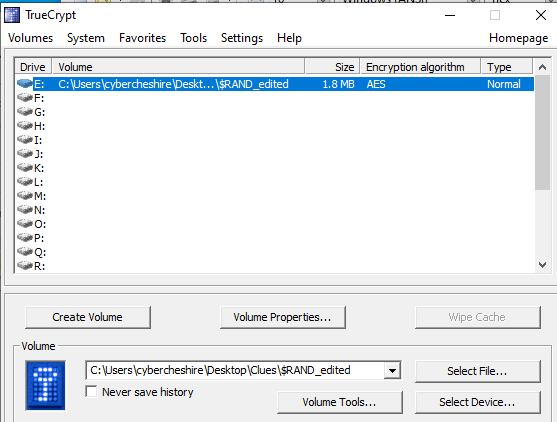 TrueCrypt
Volumes System Favorites Tools Settings Help Homepage
Drive Volume Size Encryption algorithm Type
E: C:\Users\cybercheshire\Deskt...\$RAND_edited 1.8 MB AES Normal
F:
G:
H:
I:
J:
K:
L:
M:
N:
O:
P:
Q:
R:
Create Volume Volume Properties... Wipe Cache
Volume
C:\Users\cybercheshire\Desktop\Clues\$RAND_edited Select File...
Never save history
Volume Tools... Select Device...